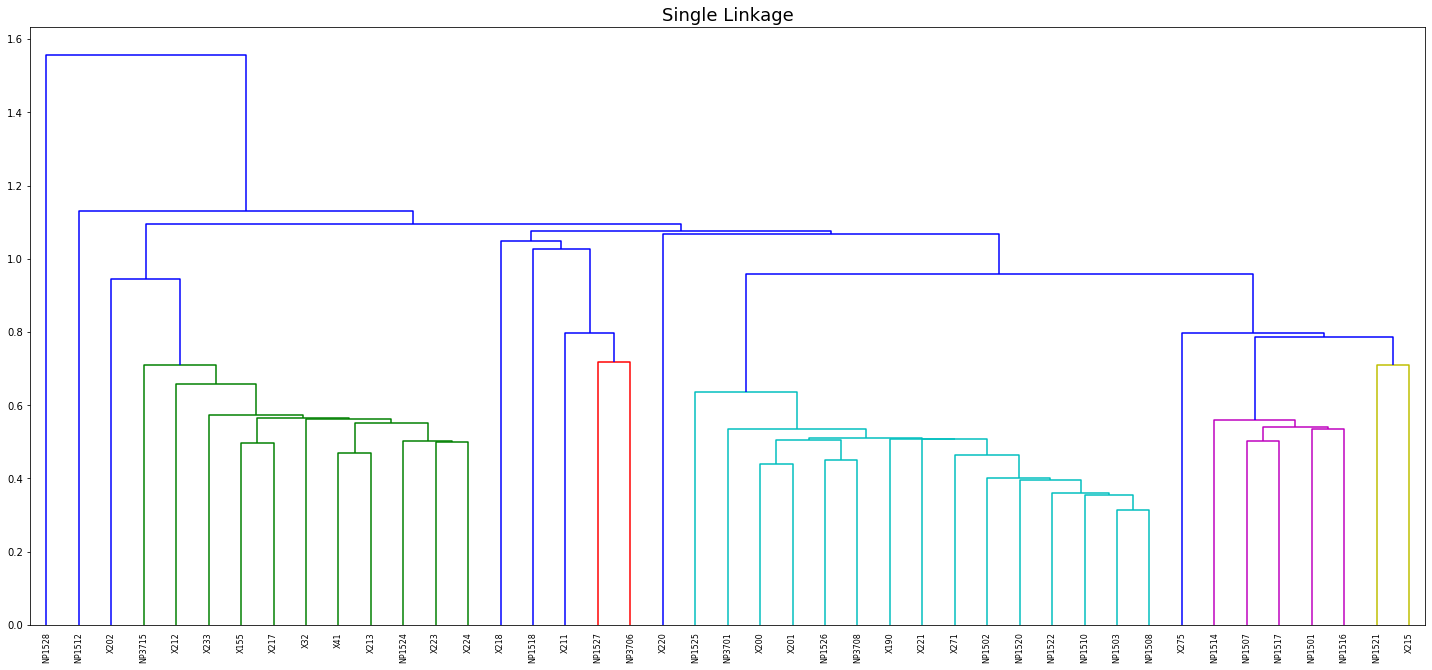 Single Linkage
1.6
1.4
1.2
1.0
0.8
0.6
0.4
0.2
0.0
NP1528
NP1512
X202
NP3715
X212
X233
X155
X217
X32
X41
X213
NP1524
X223
X224
X218
NP1518
X211
NP1527
NP3706
X220
NP1525
NP3701
X200
X201
NP1526
NP3708
X190
X221
X271
NP1502
NP1520
NP1522
NP1510
NP1503
NP1508
X275
NP1514
NP1507
NP1517
NP1501
NP1516
NP1521
X215